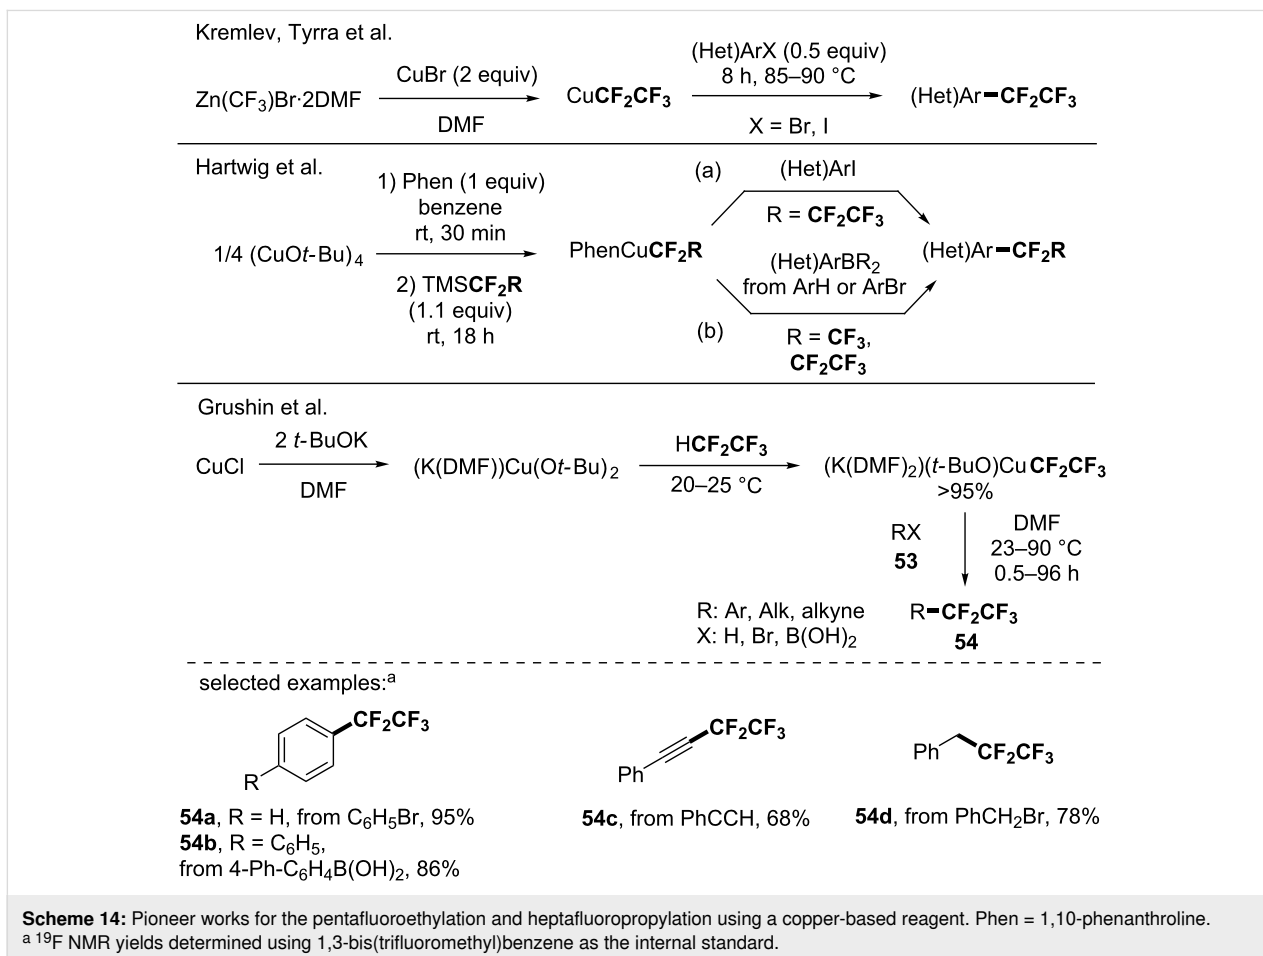 Kremlev, Tyrra et al.
Zn(CF3)Br·2DMF
CuBr (2 equiv)
DMF
CuCF2CF3
(Het)ArX (0.5 equiv)
8 h, 85–90 °C
X = Br, I
(Het)Ar–CF2CF3
Hartwig et al.
1/4 (CuOt-Bu)4
1) Phen (1 equiv)
benzene
rt, 30 min
2) TMSCF2R
(1.1 equiv)
rt, 18 h
PhenCuCF2R
(a)
(Het)ArI
R = CF2CF3
(Het)ArBR2
from ArH or ArBr
(b)
R = CF3,
CF2CF3
(Het)Ar–CF2R
Grushin et al.
CuCl
2 t-BuOK
DMF
(K(DMF))Cu(Ot-Bu)2
HCF2CF3
20–25 °C
(K(DMF)2)(t-BuO)CuCF2CF3
>95%
RX
53
DMF
23–90 °C
0.5–96 h
R: Ar, Alk, alkyne
X: H, Br, B(OH)2
R–CF2CF3
54
selected examples:a
CF2CF3
R
54a, R = H, from C6H5Br, 95%
54b, R = C6H5,
from 4-Ph-C6H4B(OH)2, 86%
CF2CF3
Ph
54c, from PhCCH, 68%
Ph
CF2CF3
54d, from PhCH2Br, 78%
Scheme 14: Pioneer works for the pentafluoroethylation and heptafluoropropylation using a copper-based reagent. Phen = 1,10-phenanthroline.
a 19F NMR yields determined using 1,3-bis(trifluoromethyl)benzene as the internal standard.